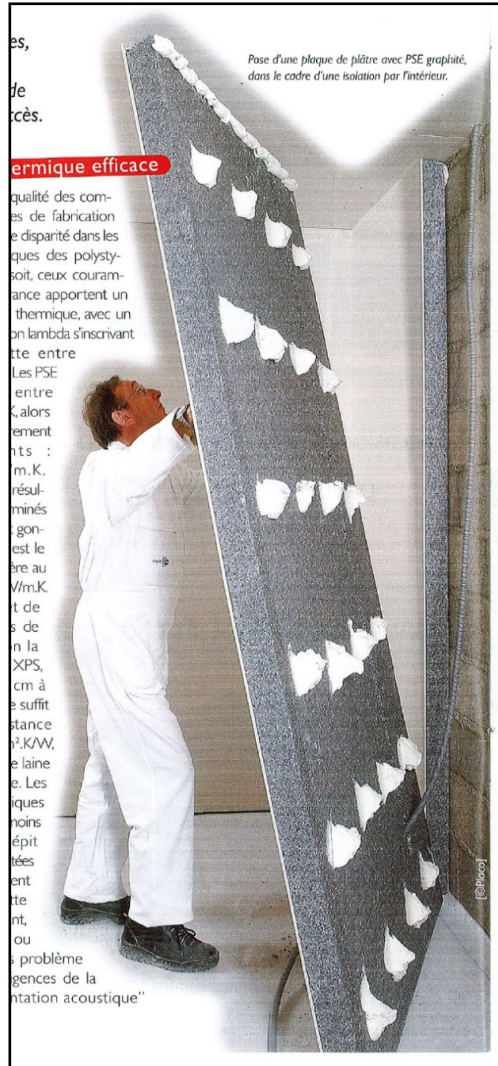 es,
de
ccès.
Pose d'une plaque de plâtre avec PSE graphité,
dans le cadre d'une isolation par l'intérieur.
ermique efficace
qualité des com-
es de fabrication
e disparité dans les
ques des polysty-
soit, ceux couram-
rance apportent un
thermique, avec un
on lambda s'inscrivant
tte entre
Les PSE
entre
K, alors
rement
nts :
/m.K.
résul-
minés
gon-
est le
ère au
V/m.K.
et de
s de
n la
XPS,
cm à
e suffit
stance
m².K/W,
e laine
e. Les
iques
moins
épit
tées
ent
tte
nt,
ou
s problème
gences de la
ntation acoustique"
[©Placo]